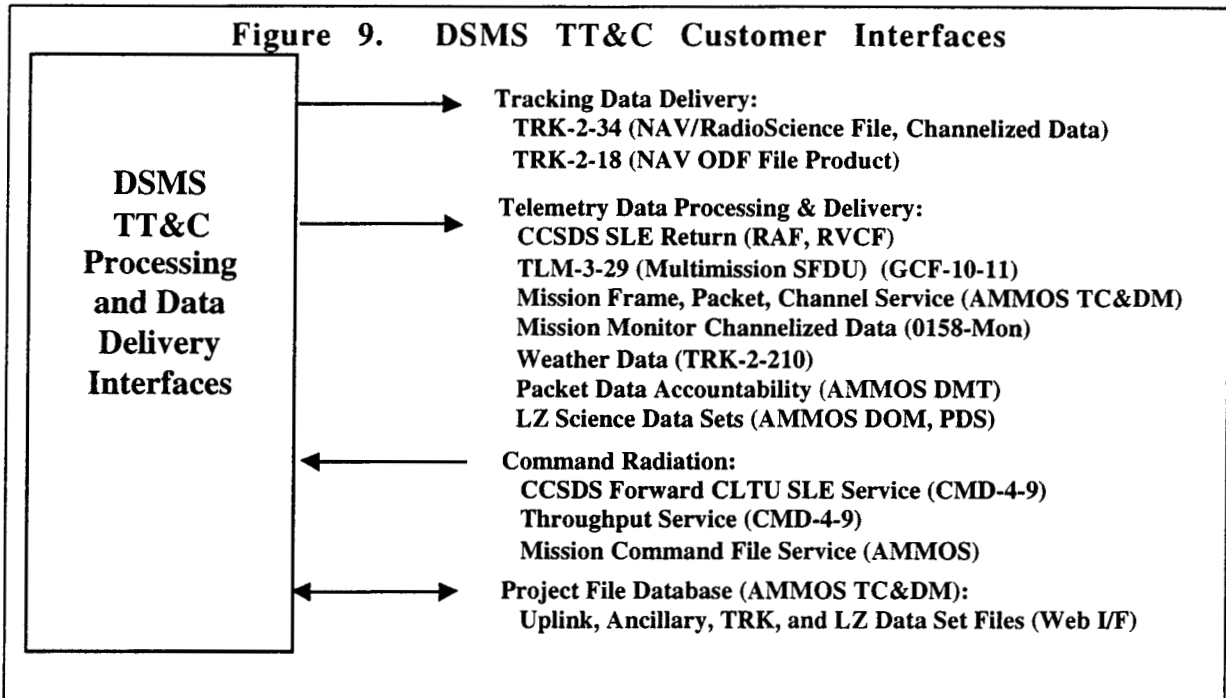 Figure 9. DSMS TT&C Customer Interfaces
DSMS
TT&C
Processing
and Data
Delivery
Interfaces
Tracking Data Delivery:
TRK-2-34 (NAV/RadioScience File, Channelized Data)
TRK-2-18 (NAV ODF File Product)
Telemetry Data Processing & Delivery:
CCSDS SLE Return (RAF, RVCF)
TLM-3-29 (Multimission SFDU) (GCF-10-11)
Mission Frame, Packet, Channel Service (AMMOS TC&DM)
Mission Monitor Channelized Data (0158-Mon)
Weather Data (TRK-2-210)
Packet Data Accountability (AMMOS DMT)
LZ Science Data Sets (AMMOS DOM, PDS)
Command Radiation:
CCSDS Forward CLTU SLE Service (CMD-4-9)
Throughput Service (CMD-4-9)
Mission Command File Service (AMMOS)
Project File Database (AMMOS TC&DM):
Uplink, Ancillary, TRK, and LZ Data Set Files (Web I/F)